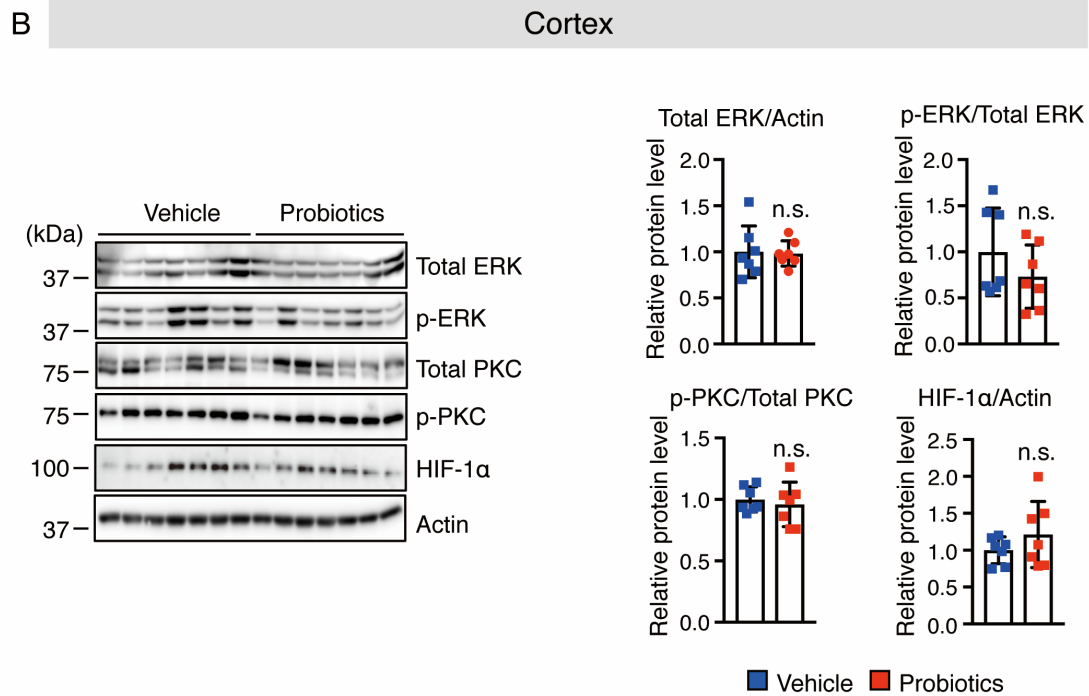 B
Cortex
Vehicle Probiotics
(kDa)
37
Total ERK
37
p-ERK
75
Total PKC
75
p-PKC
100
HIF-1α
37
Actin
Total ERK/Actin
Relative protein level
2.0
1.5
1.0
0.5
0.0
n.s.
p-ERK/Total ERK
Relative protein level
2.0
1.5
1.0
0.5
0.0
n.s.
p-PKC/Total PKC
Relative protein level
1.5
1.0
0.5
0.0
n.s.
HIF-1α/Actin
Relative protein level
2.5
2.0
1.5
1.0
0.5
0.0
n.s.
Vehicle Probiotics